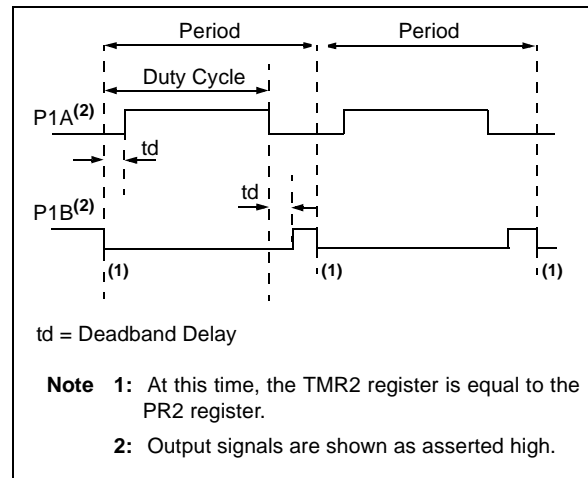 Period Period
Duty Cycle
P1A(2)
td
td
P1B(2)
(1) (1) (1)
td = Deadband Delay
Note 1: At this time, the TMR2 register is equal to the
PR2 register.
2: Output signals are shown as asserted high.